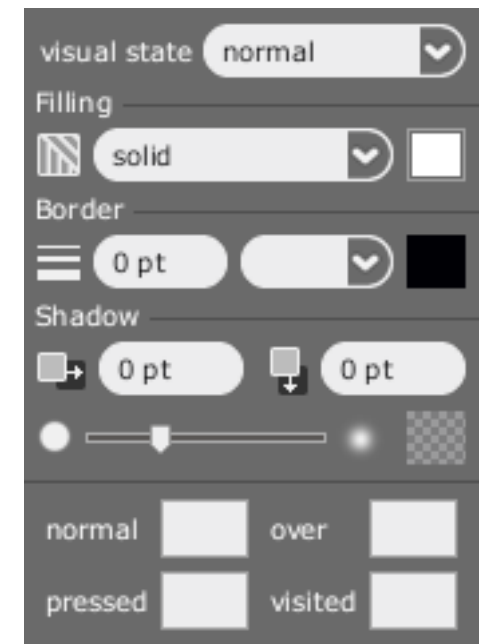 visual state normal
Filling
solid
Border
0 pt
Shadow
0 pt 0 pt
normal over
pressed visited